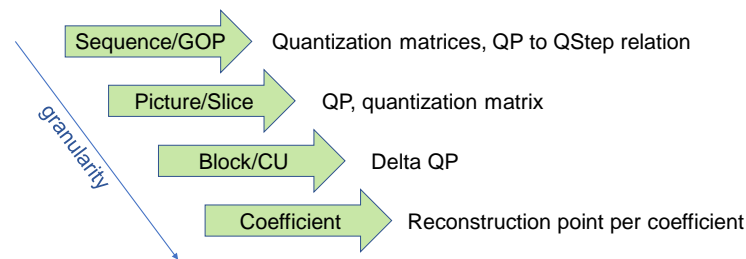 Sequence/GOP Quantization matrices, QP to QStep relation
Picture/Slice QP, quantization matrix
granularity
Block/CU Delta QP
Coefficient Reconstruction point per coefficient